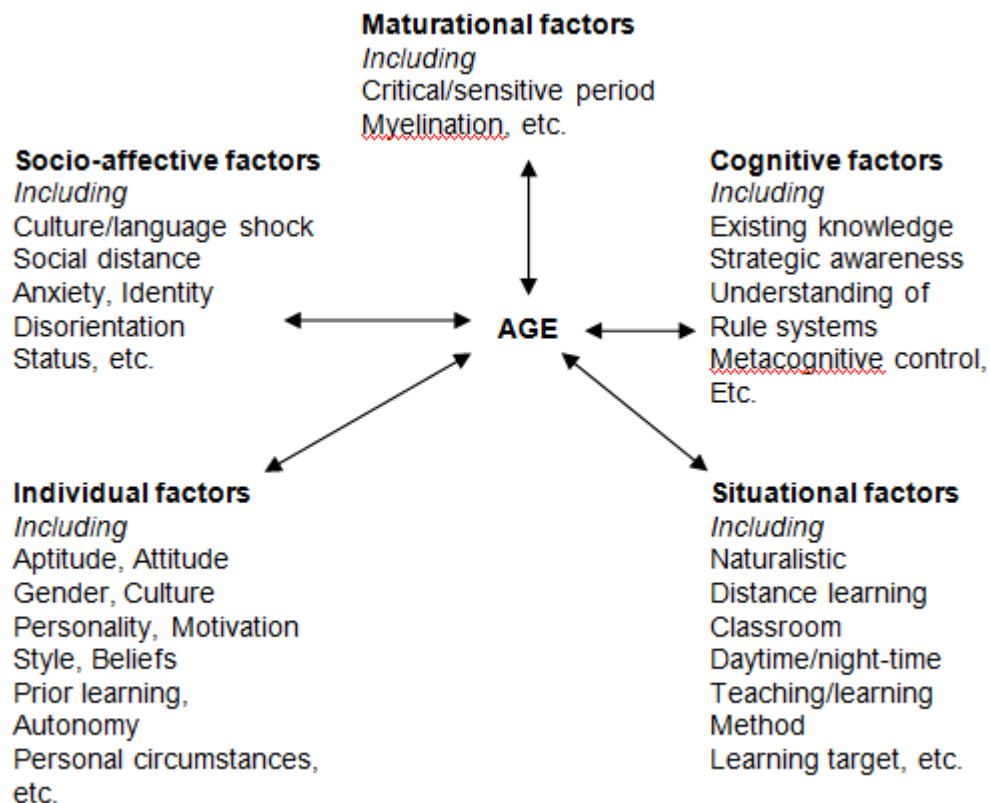 Maturational factors
Including
Critical/sensitive period
Myelination, etc.
Socio-affective factors
Including
Culture/language shock
Social distance
Anxiety, Identity
Disorientation
Status, etc.
AGE
Cognitive factors
Including
Existing knowledge
Strategic awareness
Understanding of
Rule systems
Metacognitive control,
Etc.
Individual factors
Including
Aptitude, Attitude
Gender, Culture
Personality, Motivation
Style, Beliefs
Prior learning,
Autonomy
Personal circumstances,
etc.
Situational factors
Including
Naturalistic
Distance learning
Classroom
Daytime/night-time
Teaching/learning
Method
Learning target, etc.